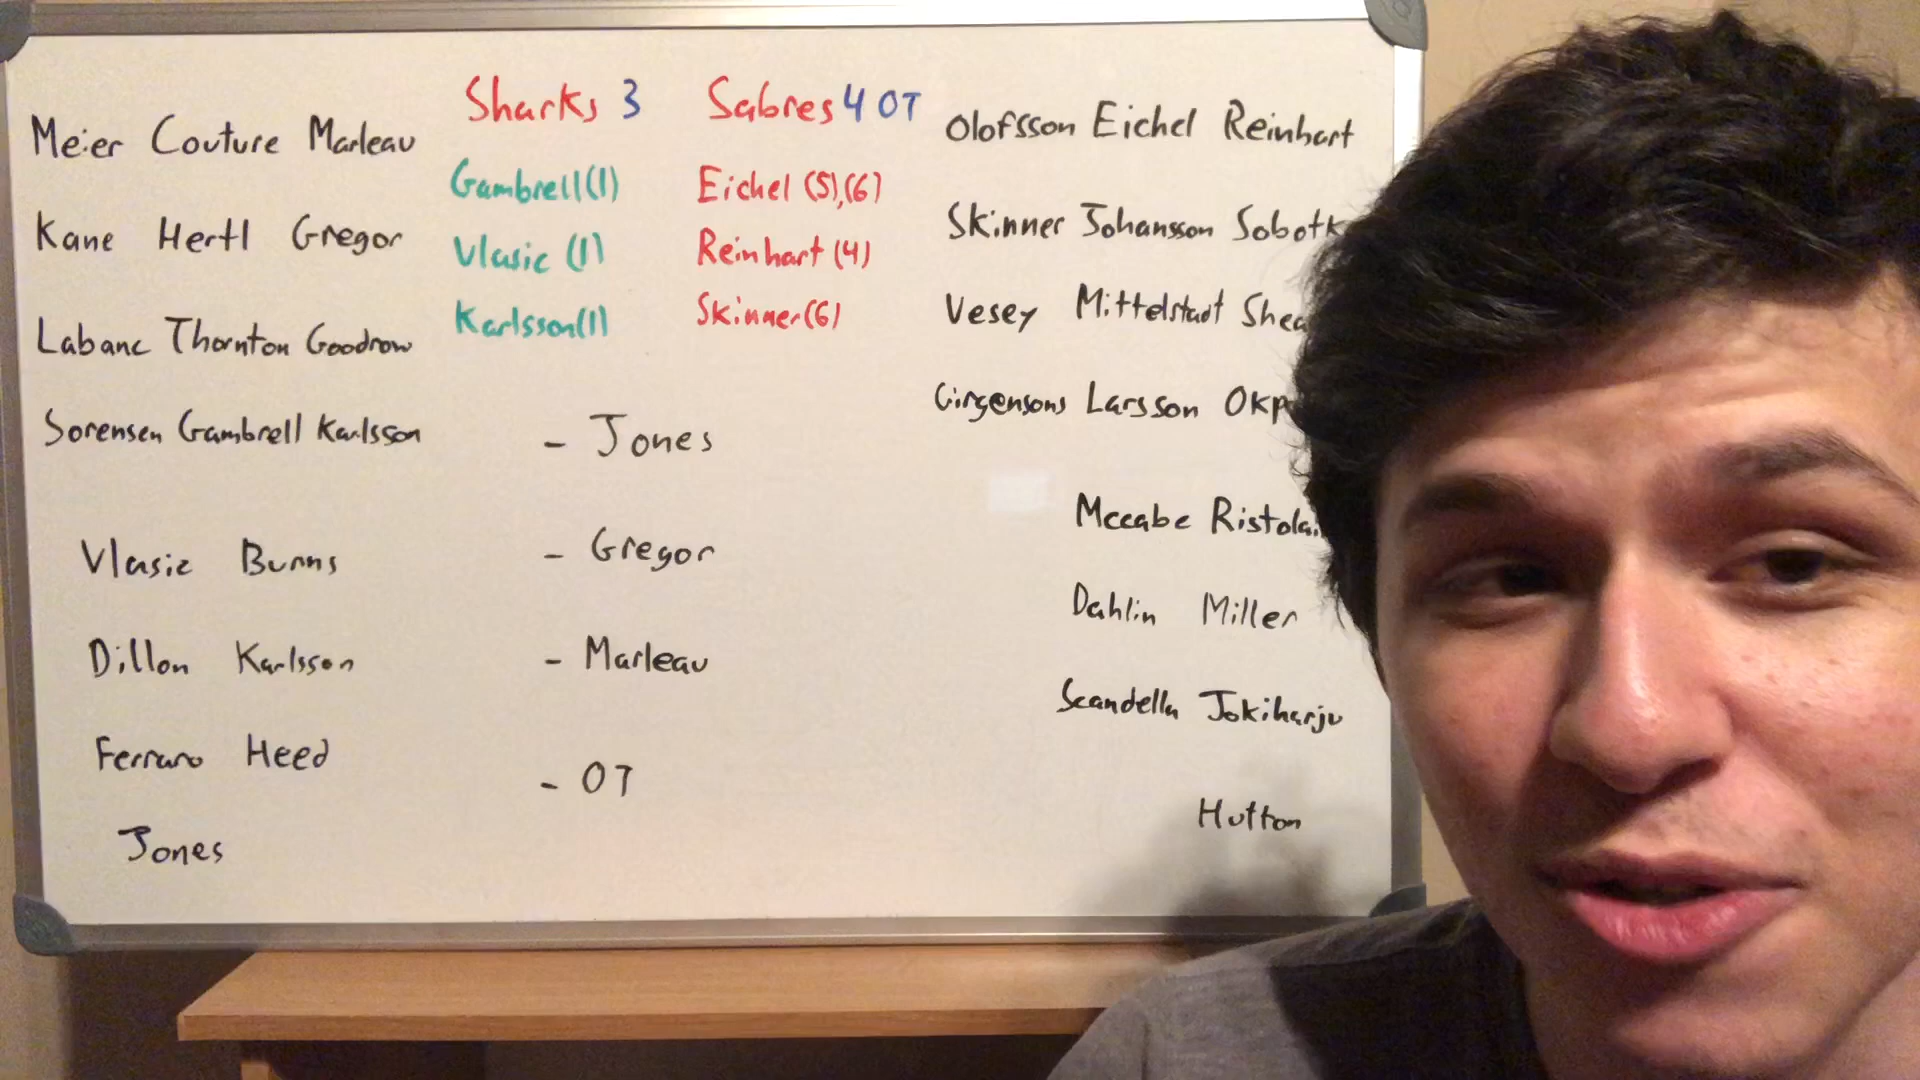 Sharks 3 Sabres 4 OT
Meier Couture Marleau
Kane Hertl Gregor
Labanc Thornton Goodrow
Sorensen Gambrell Karlsson
Vlasic Burns
Dillon Karlsson
Ferraro Heed
Jones
Gambrell (1)
Vlasic (1)
Karlsson (1)
Eichel (5),(6)
Reinhart (4)
Skinner (6)
- Jones
- Gregor
- Marleau
- OT
Olofsson Eichel Reinhart
Skinner Johansson
Vesey Mittelstadt
Girgensons Larsson
Mccabe
Dahlin Miller
Scandella Jokiharju
Hutton